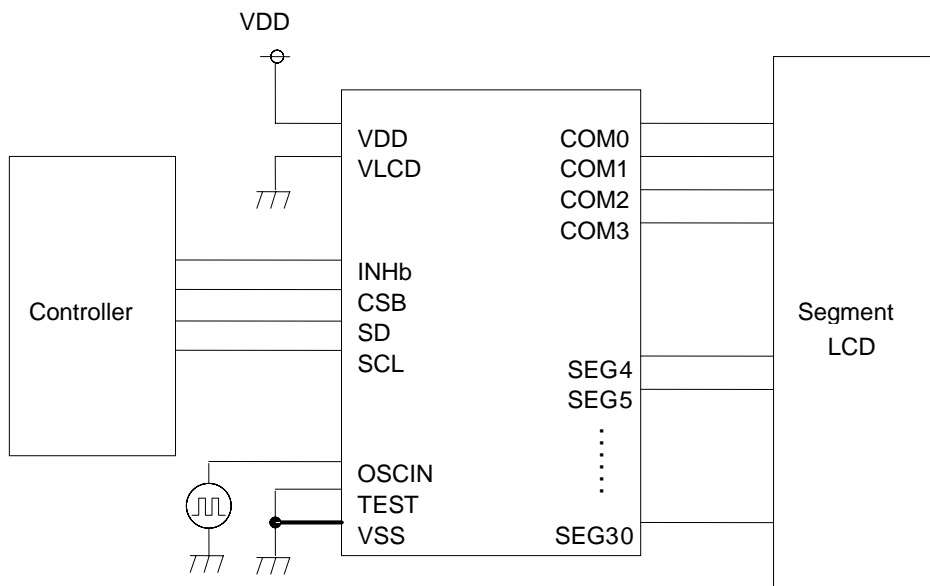 VDD
VDD
VLCD
INHb
CSB
SD
SCL
OSCIN
TEST
VSS
COM0
COM1
COM2
COM3
SEG4
SEG5
SEG30
Controller
Segment
LCD